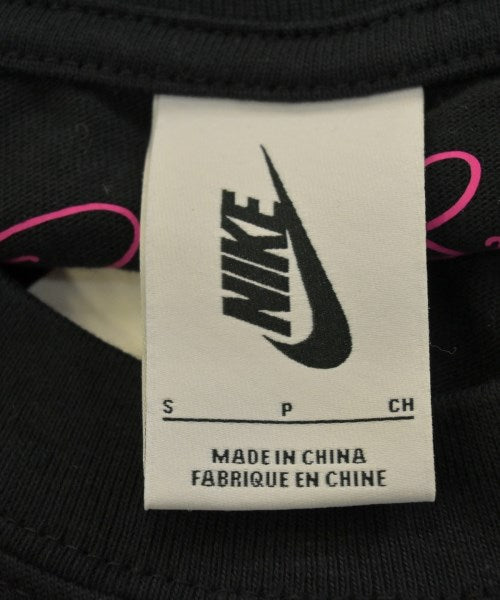 NIKE
S P CH
MADE IN CHINA
FABRIQUE EN CHINE